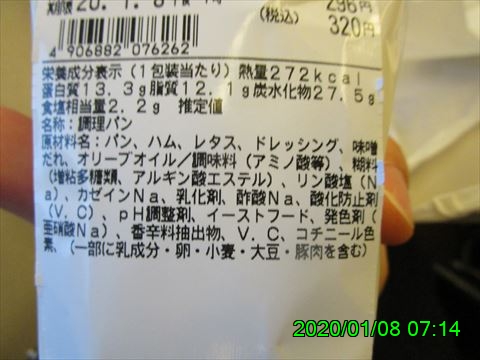 296円
(税込) 320円
4906882076262
栄養成分表示(1包装当たり)熱量272kcal
蛋白質13.3g脂質12.1g炭水化物27.5g
食塩相当量2.2g 推定値
名称:調理パン
原材料名:パン、ハム、レタス、ドレッシング、味噌
だれ、オリーブオイル/調味料(アミノ酸等)、糊料
(増粘多糖類、アルギン酸エステル)、リン酸塩(N
a)、カゼインNa、乳化剤、酢酸Na、酸化防止剤
(V.C)、pH調整剤、イーストフード、発色剤(
亜硝酸Na)、香辛料抽出物、V.C、コチニール色
素、(一部に乳成分・卵・小麦・大豆・豚肉を含む)
2020/01/08 07:14